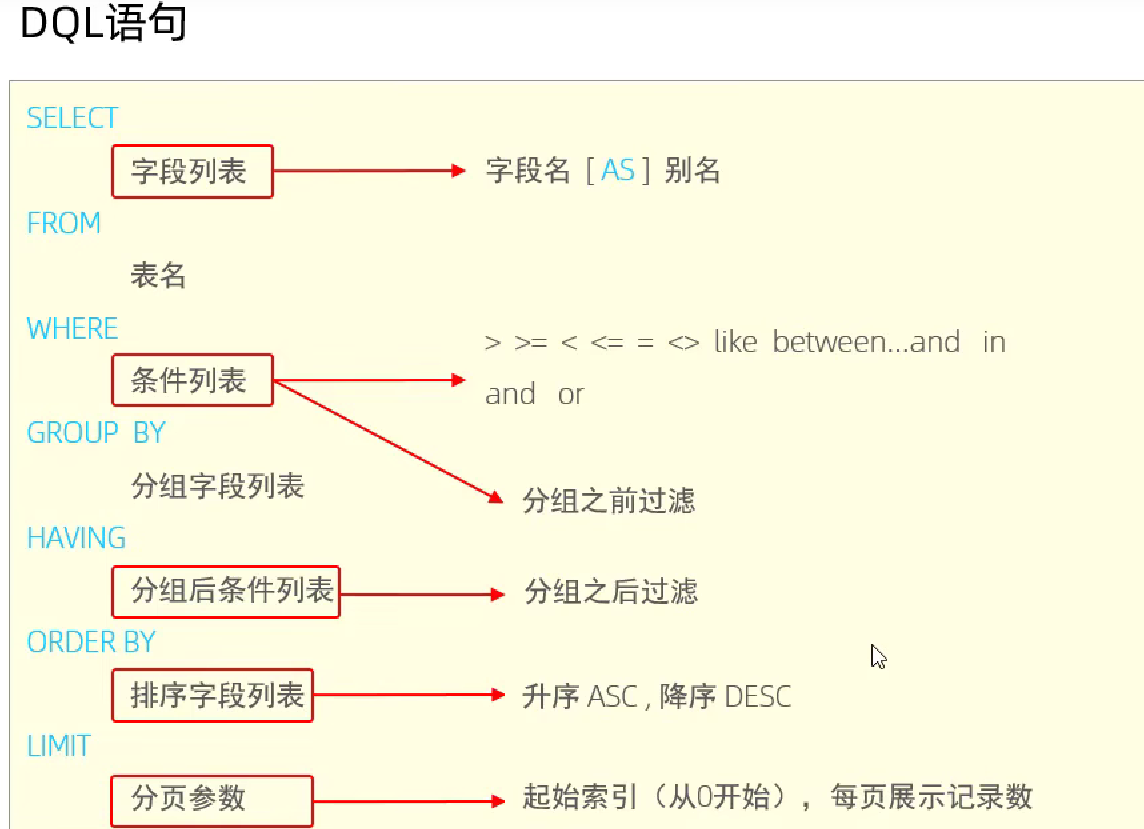 DQL语句
SELECT
字段列表 字段名 [ AS ] 别名
FROM
表名
WHERE
> >= < <= = <> like between...and in
条件列表
and or
GROUP BY
分组字段列表 分组之前过滤
HAVING
分组后条件列表 分组之后过滤
ORDER BY
排序字段列表 升序 ASC , 降序 DESC
LIMIT
分页参数 起始索引（从0开始），每页展示记录数